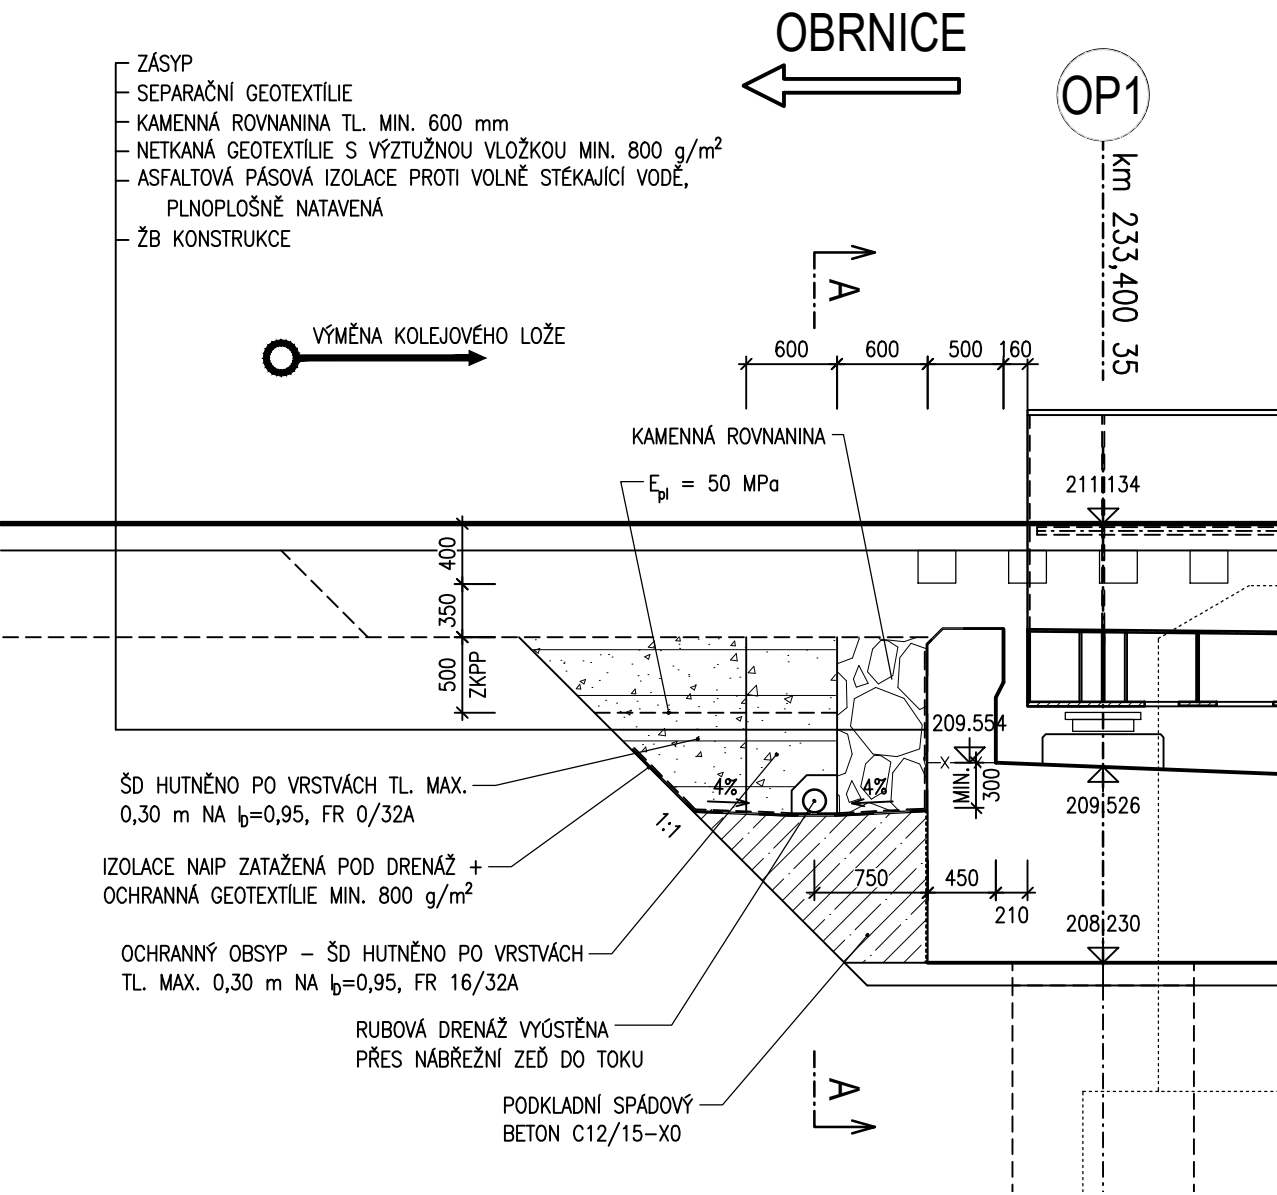 OBRNICE
OP1
km 233,400 35
ZÁSYP
SEPARAČNÍ GEOTEXTÍLIE
KAMENNÁ ROVNANINA TL. MIN. 600 mm
NETKANÁ GEOTEXTÍLIE S VÝZTUŽNOU VLOŽKOU MIN. 800 g/m²
ASFALTOVÁ PÁSOVÁ IZOLACE PROTI VOLNĚ STÉKAJÍCÍ VODĚ,
PLNOPLOŠNĚ NATAVENÁ
ŽB KONSTRUKCE
A
VÝMĚNA KOLEJOVÉHO LOŽE
600 600 500 160
KAMENNÁ ROVNANINA
Epl = 50 MPa
211.134
400
350
500
ZKPP
209.554
ŠD HUTNĚNO PO VRSTVÁCH TL. MAX.
0,30 m NA ID=0,95, FR 0/32A
4% 4%
MIN.
300
209.526
1:1
IZOLACE NAIP ZATAŽENÁ POD DRENÁŽ +
OCHRANNÁ GEOTEXTÍLIE MIN. 800 g/m²
750 450
210
208.230
OCHRANNÝ OBSYP – ŠD HUTNĚNO PO VRSTVÁCH
TL. MAX. 0,30 m NA ID=0,95, FR 16/32A
RUBOVÁ DRENÁŽ VYÚSTĚNA
PŘES NÁBŘEŽNÍ ZEĎ DO TOKU
A
PODKLADNÍ SPÁDOVÝ
BETON C12/15–X0